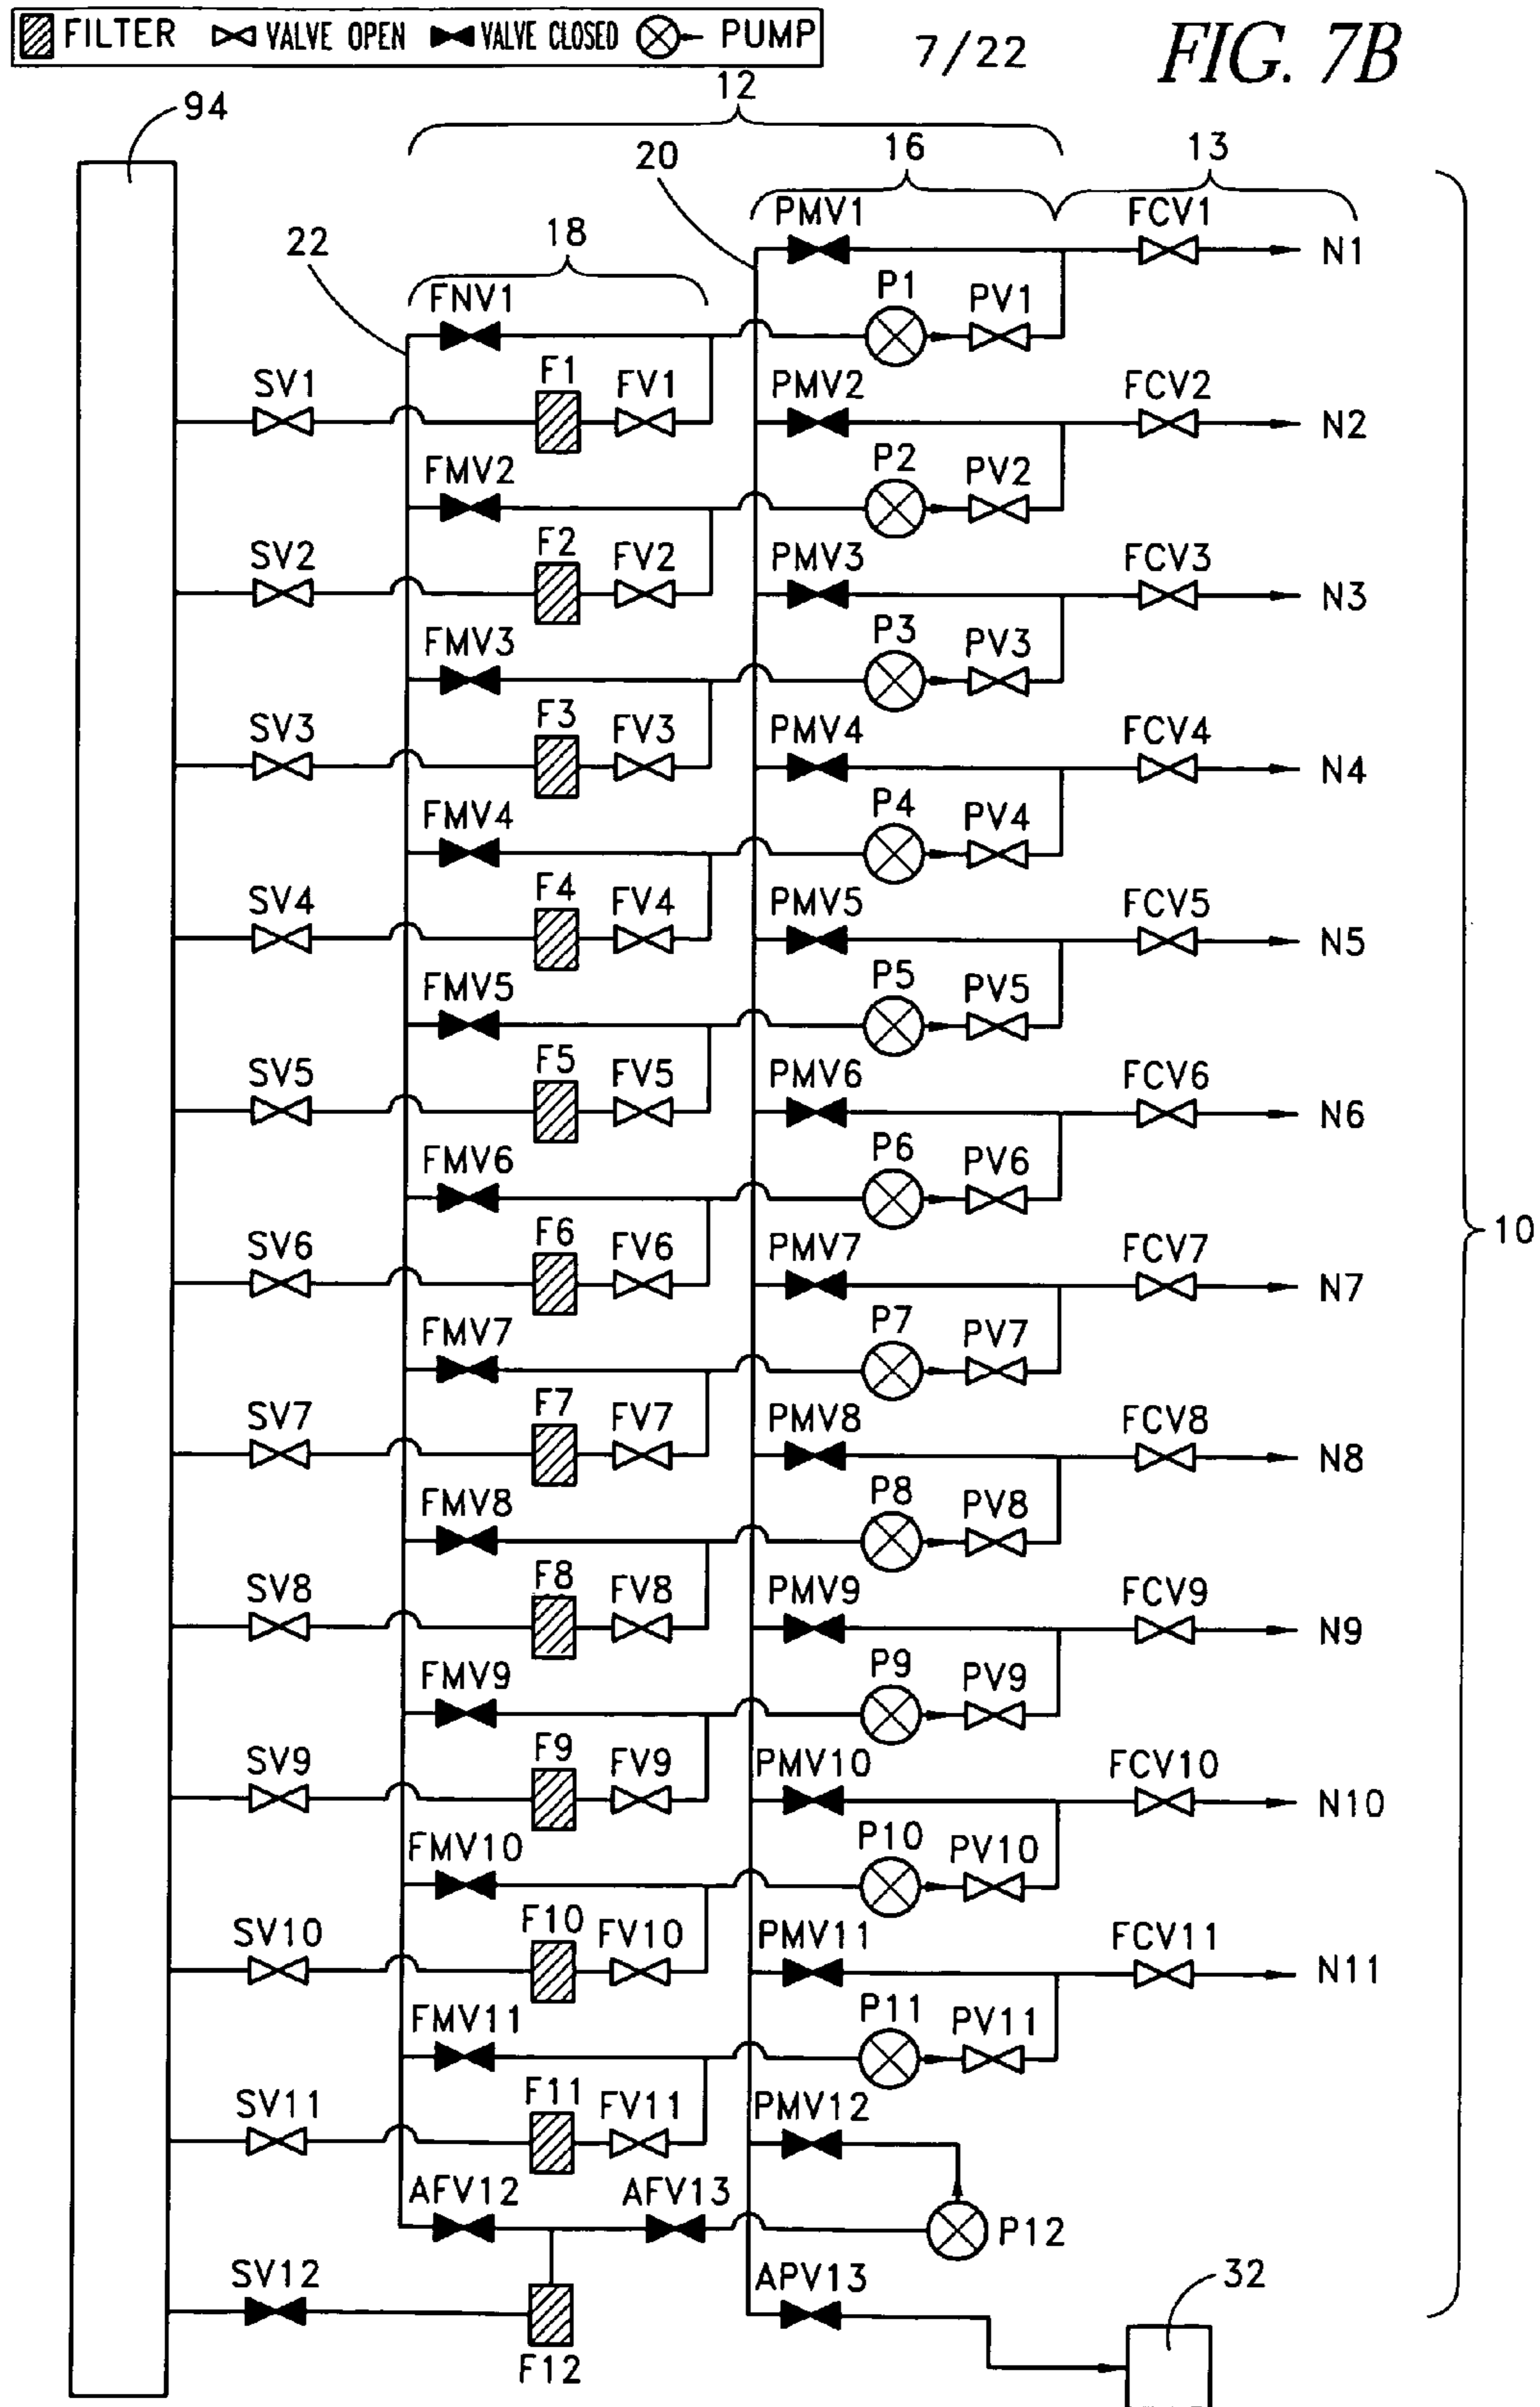 FILTER VALVE OPEN VALVE CLOSED PUMP
7/22
FIG. 7B
94
12
20
16
13
22
18
PMV1 FCV1
N1
FNV1
P1 PV1
SV1 F1 FV1
PMV2 FCV2
N2
FMV2
P2 PV2
SV2 F2 FV2
PMV3 FCV3
N3
FMV3
P3 PV3
SV3 F3 FV3
PMV4 FCV4
N4
FMV4
P4 PV4
SV4 F4 FV4
PMV5 FCV5
N5
FMV5
P5 PV5
SV5 F5 FV5
PMV6 FCV6
N6
FMV6
P6 PV6
10
SV6 F6 FV6
PMV7 FCV7
N7
FMV7
P7 PV7
SV7 F7 FV7
PMV8 FCV8
N8
FMV8
P8 PV8
SV8 F8 FV8
PMV9 FCV9
N9
FMV9
P9 PV9
SV9 F9 FV9
PMV10 FCV10
N10
FMV10
P10 PV10
SV10 F10 FV10
PMV11 FCV11
N11
FMV11
P11 PV11
SV11 F11 FV11
PMV12
AFV12 AFV13
P12
SV12
APV13
32
F12